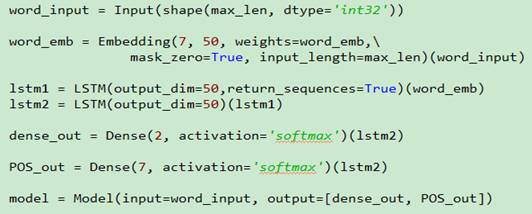 word_input = Input(shape(max_len, dtype='int32'))
word_emb = Embedding(7, 50, weights=word_emb,\
mask_zero=True, input_length=max_len)(word_input)
lstm1 = LSTM(output_dim=50,return_sequences=True)(word_emb)
lstm2 = LSTM(output_dim=50)(lstm1)
dense_out = Dense(2, activation='softmax')(lstm2)
POS_out = Dense(7, activation='softmax')(lstm2)
model = Model(input=word_input, output=[dense_out, POS_out])